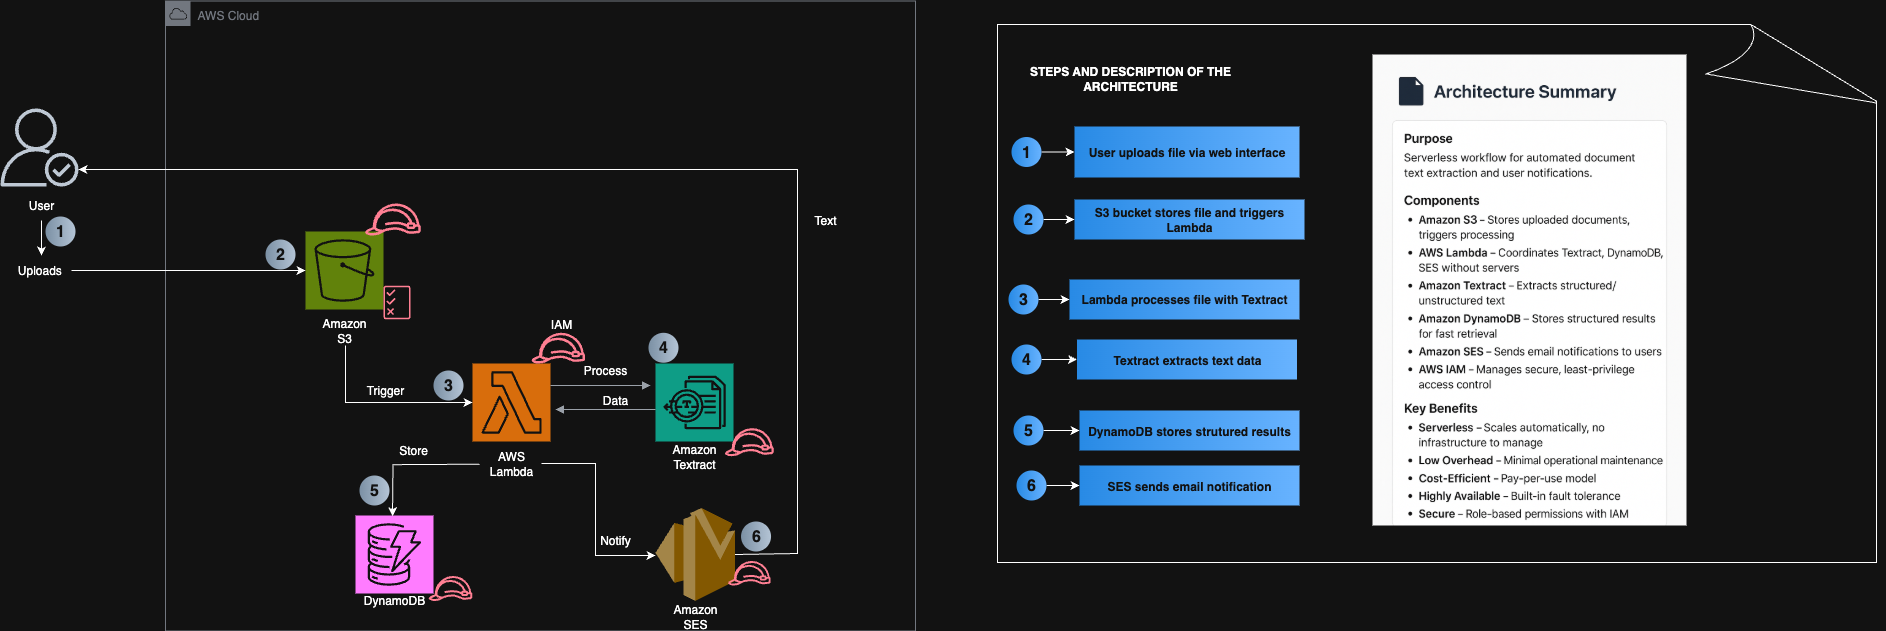 AWS Cloud
User
1
Uploads
2
Amazon
S3
Trigger
3
IAM
AWS
Lambda
Process
Data
4
Amazon
Textract
Store
5
DynamoDB
Notify
6
Amazon
SES
Text
STEPS AND DESCRIPTION OF THE
ARCHITECTURE
1
User uploads file via web interface
2
S3 bucket stores file and triggers
Lambda
3
Lambda processes file with Textract
4
Textract extracts text data
5
DynamoDB stores strutured results
6
SES sends email notification
Architecture Summary
Purpose
Serverless workflow for automated document
text extraction and user notifications.
Components
• Amazon S3 – Stores uploaded documents,
triggers processing
• AWS Lambda – Coordinates Textract, DynamoDB,
SES without servers
• Amazon Textract – Extracts structured/
unstructured text
• Amazon DynamoDB – Stores structured results
for fast retrieval
• Amazon SES – Sends email notifications to users
• AWS IAM – Manages secure, least-privilege
access control
Key Benefits
• Serverless – Scales automatically, no
infrastructure to manage
• Low Overhead – Minimal operational maintenance
• Cost-Efficient – Pay-per-use model
• Highly Available – Built-in fault tolerance
• Secure – Role-based permissions with IAM